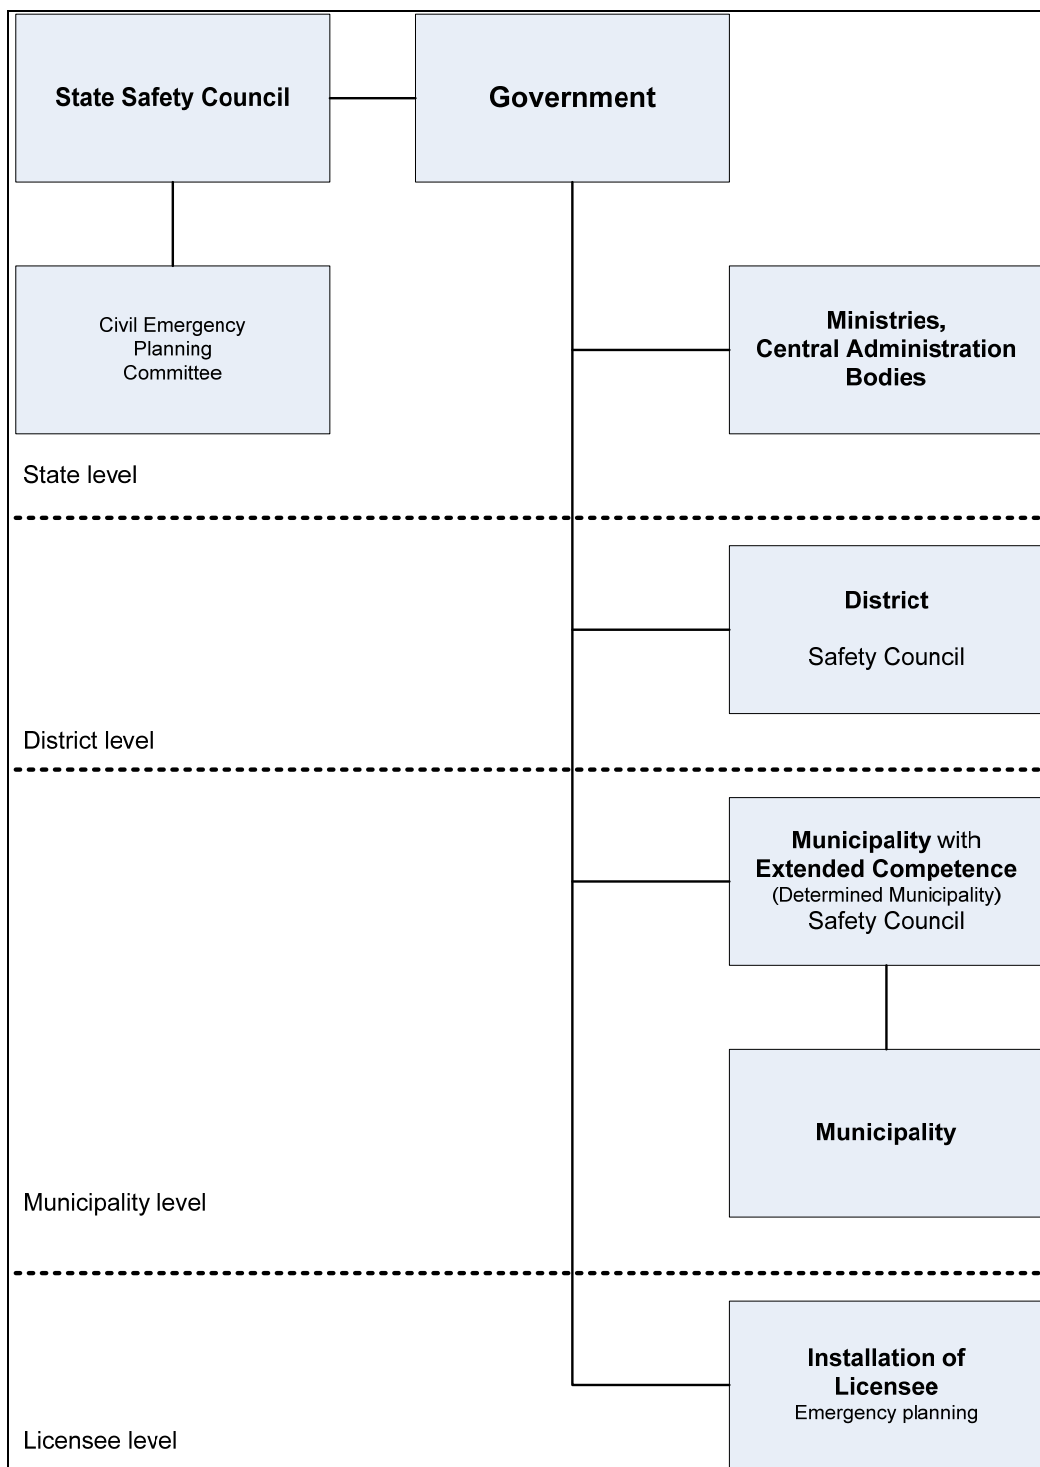 State Safety Council
Government
Civil Emergency
Planning
Committee
Ministries,
Central Administration
Bodies
State level
District
Safety Council
District level
Municipality with
Extended Competence
(Determined Municipality)
Safety Council
Municipality
Municipality level
Installation of
Licensee
Emergency planning
Licensee level